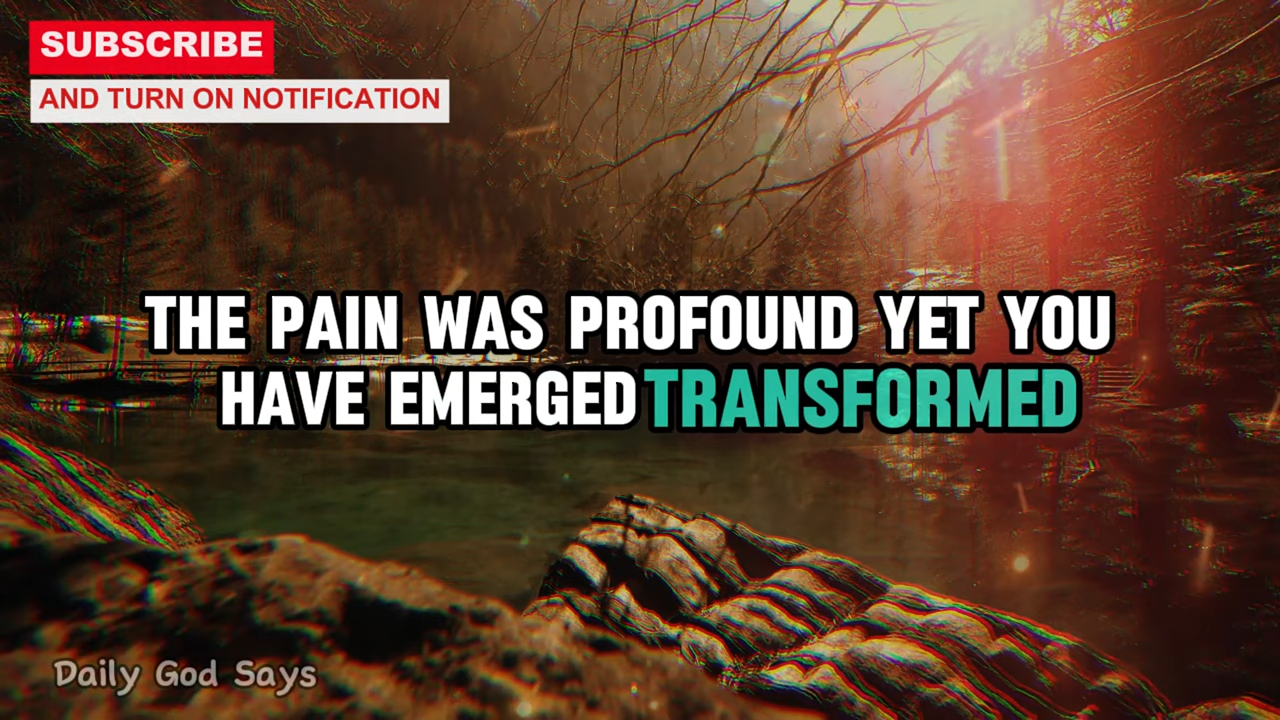 SUBSCRIBE
AND TURN ON NOTIFICATION
THE PAIN WAS PROFOUND YET YOU
HAVE EMERGED TRANSFORMED
Daily God Says